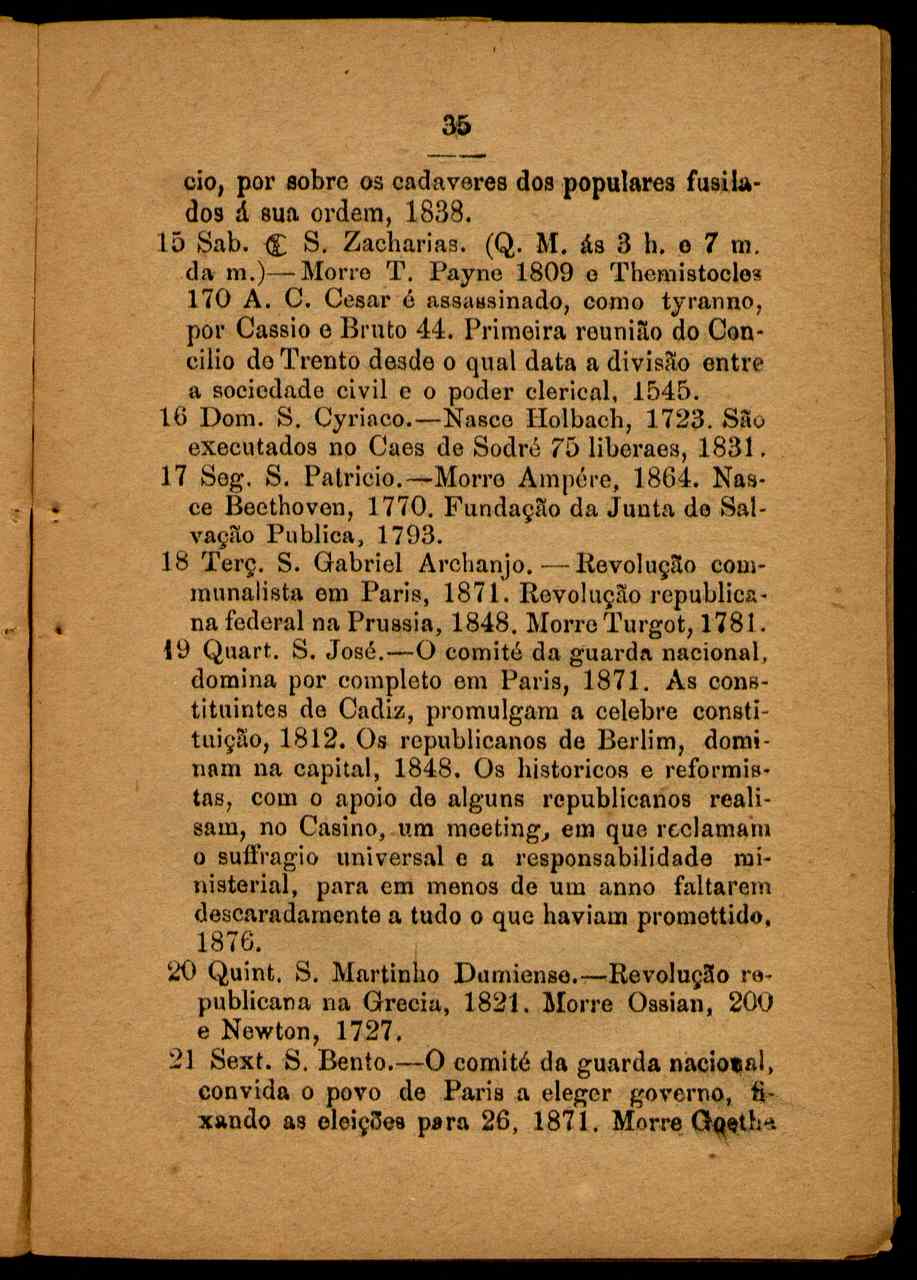 35
cio, por sobre os cadaveres dos populares fusila-
dos á sua ordem, 1838.
15 Sab. ☾ S. Zacharias. (Q. M. ás 3 h. e 7 m.
da m.)—Morre T. Payne 1809 e Themistocles
170 A. C. Cesar é assassinado, como tyranno,
por Cassio e Bruto 44. Primeira reunião do Con-
cilio de Trento desde o qual data a divisão entre
a sociedade civil e o poder clerical, 1545.
16 Dom. S. Cyriaco.—Nasce Holbach, 1723. São
executados no Caes de Sodré 75 liberaes, 1831.
17 Seg. S. Patricio.—Morre Ampére, 1864. Nas-
ce Beethoven, 1770. Fundação da Junta de Sal-
vação Publica, 1793.
18 Terç. S. Gabriel Archanjo.—Revolução com-
munalista em Paris, 1871. Revolução republica-
na federal na Prussia, 1848. Morre Turgot, 1781.
19 Quart. S. José.—O comité da guarda nacional,
domina por completo em Paris, 1871. As cons-
tituintes de Cadiz, promulgam a celebre consti-
tuição, 1812. Os republicanos de Berlim, domi-
nam na capital, 1848. Os historicos e reformis-
tas, com o apoio de alguns republicanos reali-
sam, no Casino, um meeting, em que reclamam
o suffragio universal e a responsabilidade mi-
nisterial, para em menos de um anno faltarem
descaradamente a tudo o que haviam promettido,
1876.
20 Quint. S. Martinho Dumiense.—Revolução re-
publicana na Grecia, 1821. Morre Ossian, 200
e Newton, 1727.
21 Sext. S. Bento.—O comité da guarda nacional,
convida o povo de Paris a eleger governo, fi-
xando as eleições para 26, 1871. Morre Goethe